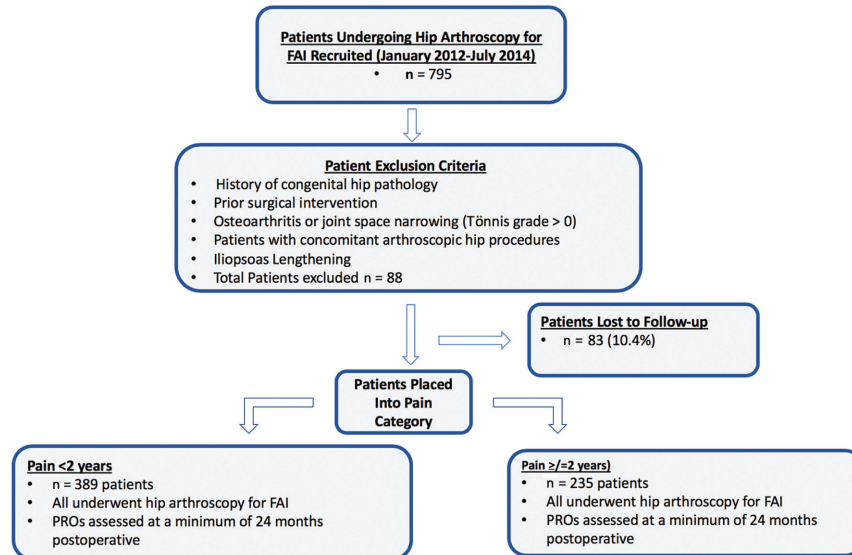 Patients Undergoing Hip Arthroscopy for
FAI Recruited (January 2012-July 2014)
• n = 795
Patient Exclusion Criteria
• History of congenital hip pathology
• Prior surgical intervention
• Osteoarthritis or joint space narrowing (Tönnis grade > 0)
• Patients with concomitant arthroscopic hip procedures
• Iliopsoas Lengthening
• Total Patients excluded n = 88
Patients Lost to Follow-up
• n = 83 (10.4%)
Patients Placed
Into Pain
Category
Pain <2 years
• n = 389 patients
• All underwent hip arthroscopy for FAI
• PROs assessed at a minimum of 24 months
postoperative
Pain ≥/=2 years)
• n = 235 patients
• All underwent hip arthroscopy for FAI
• PROs assessed at a minimum of 24 months
postoperative